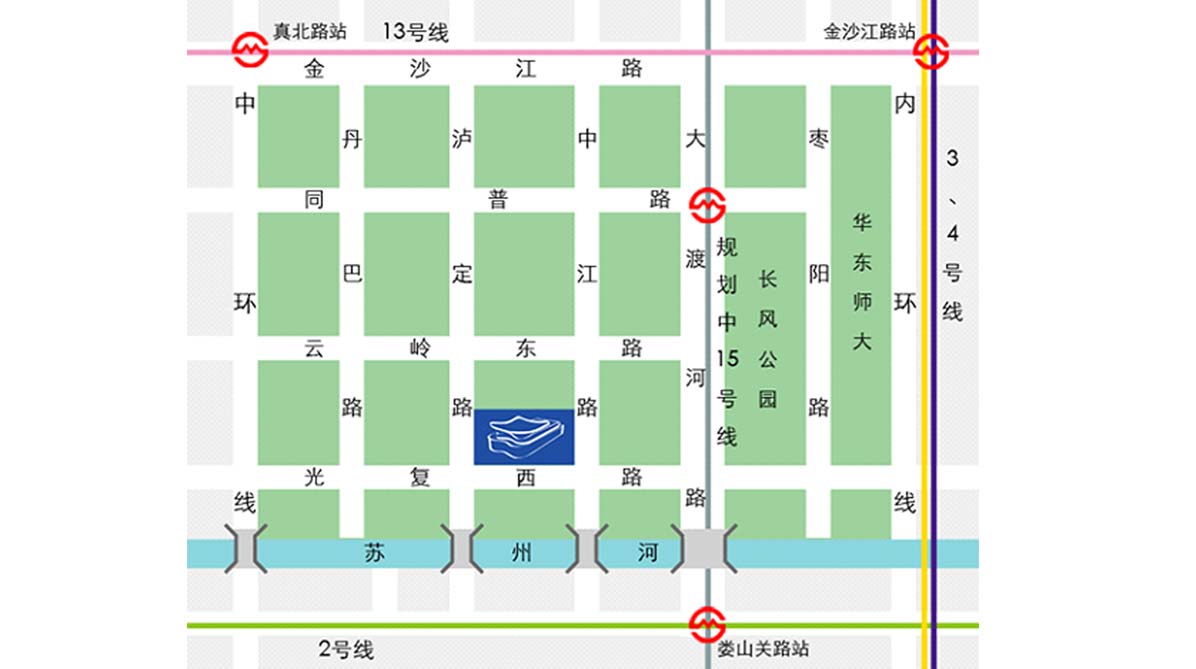 真北路站
13号线
金沙江路站
金沙江路
中环线
丹巴路
泸定路
中江路
大渡河路
枣阳路
内环线
3、4号线
同普路
规划中15号线
长风公园
华东师大
云岭东路
光复西路
苏州河
2号线
娄山关路站